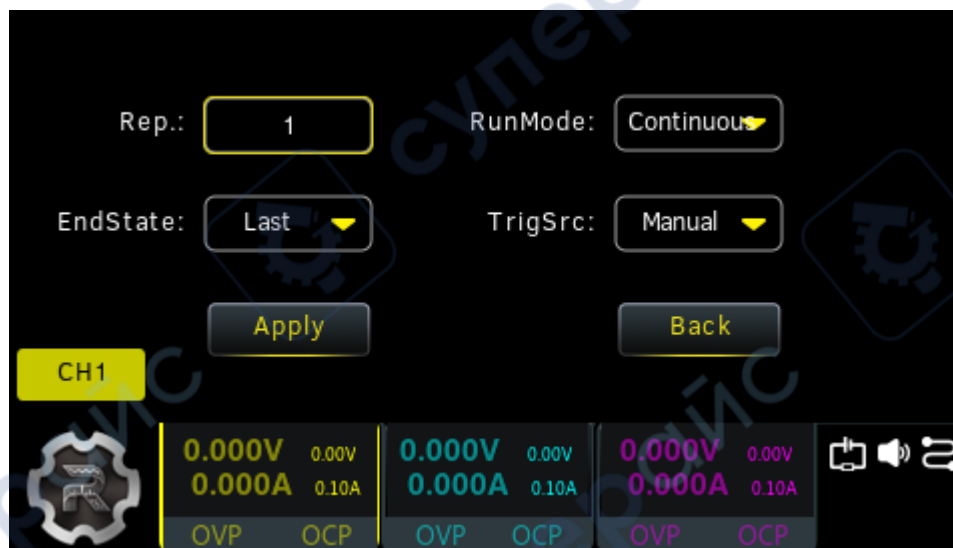 Rep.: 1 RunMode: Continuous
EndState: Last TrigSrc: Manual
Apply Back
CH1
0.000V 0.00V 0.000V 0.00V 0.000V 0.00V
0.000A 0.10A 0.000A 0.10A 0.000A 0.10A
OVP OCP OVP OCP OVP OCP
супер
райс